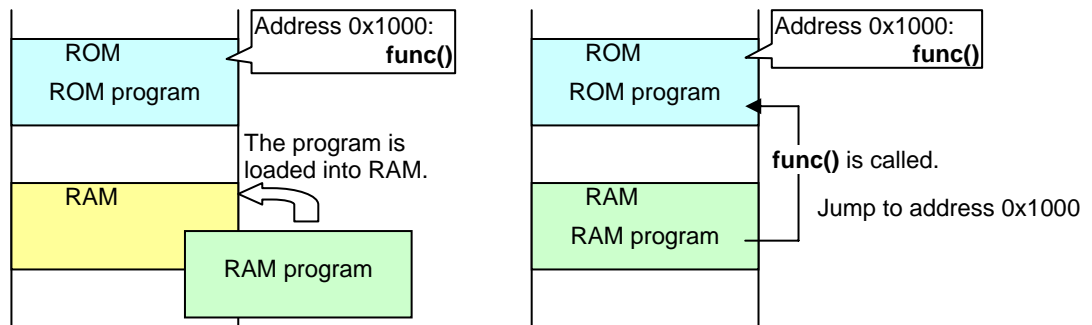 Address 0x1000:
func()
ROM
ROM program
The program is
loaded into RAM.
RAM
RAM program
Address 0x1000:
func()
ROM
ROM program
func() is called.
RAM
Jump to address 0x1000
RAM program